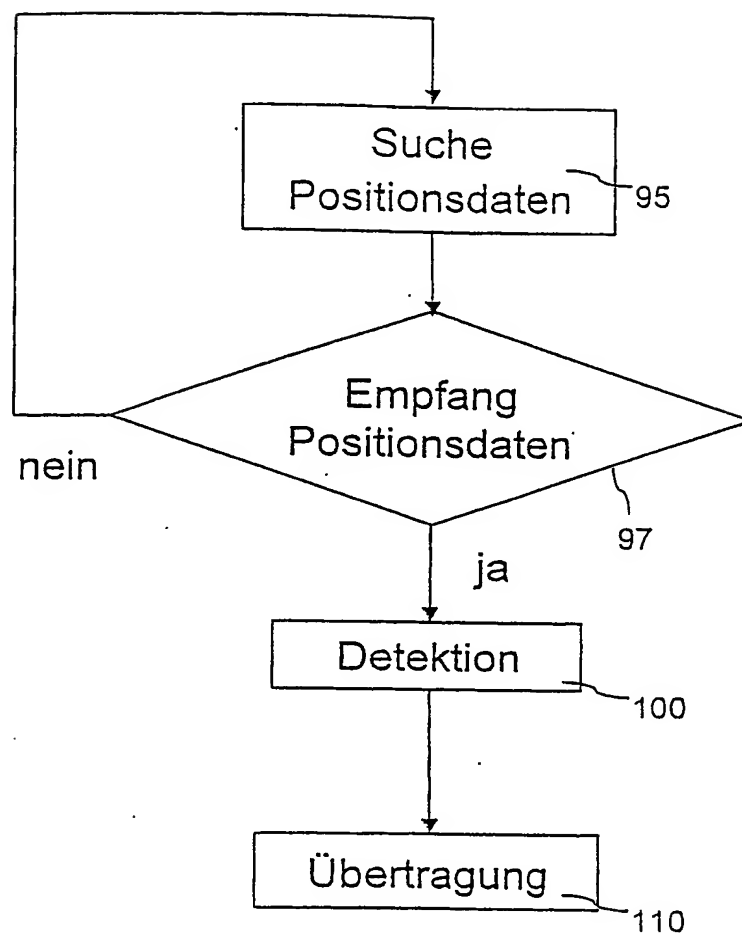 Suche
Positionsdaten
95
Empfang
Positionsdaten
nein
97
ja
Detektion
100
Übertragung
110